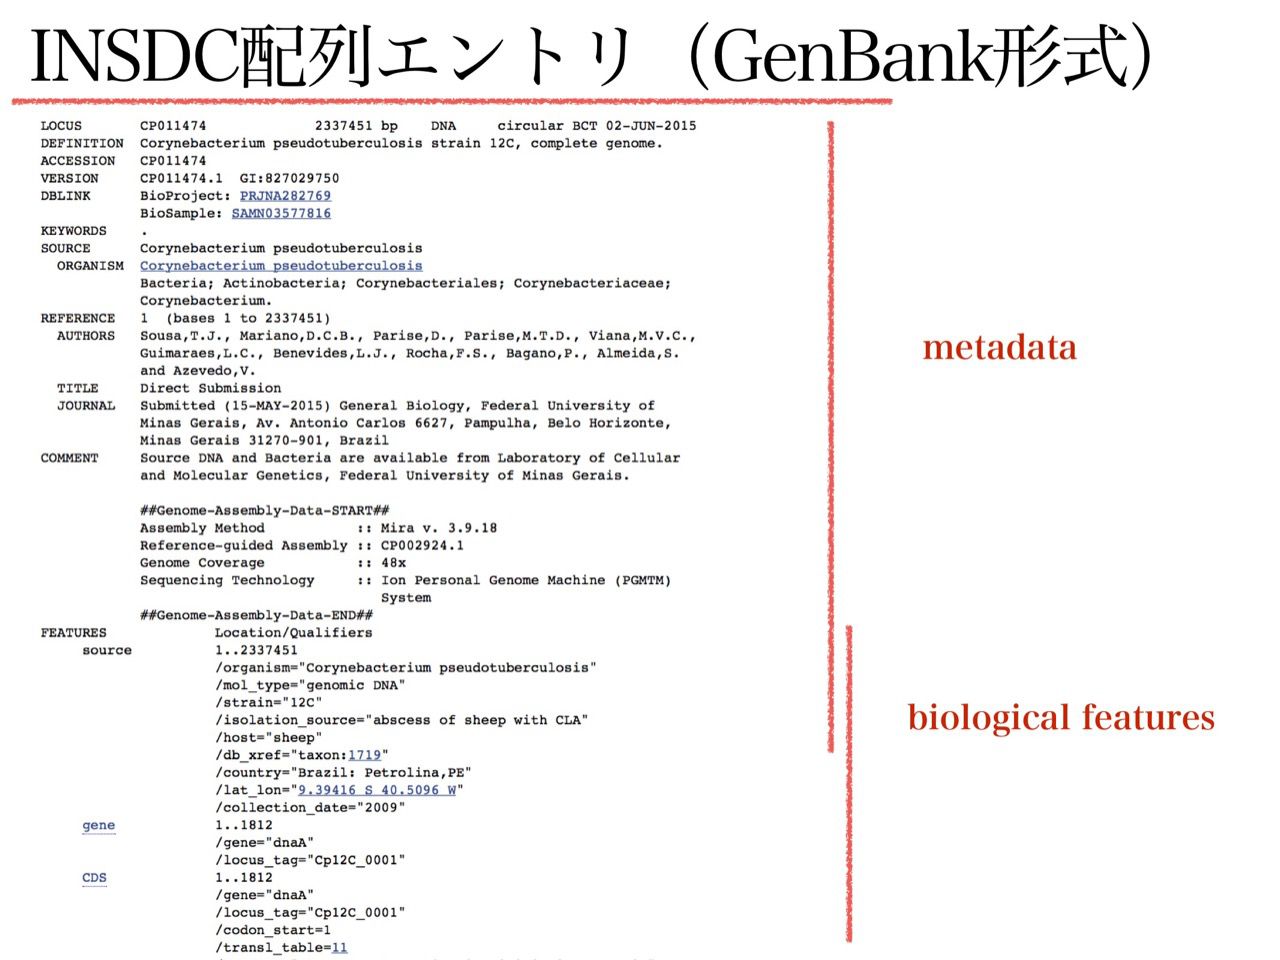 INSDC配列エントリ（GenBank形式）
LOCUS CP011474 2337451 bp DNA circular BCT 02-JUN-2015
DEFINITION Corynebacterium pseudotuberculosis strain 12C, complete genome.
ACCESSION CP011474
VERSION CP011474.1 GI:827029750
DBLINK BioProject: PRJNA282769
BioSample: SAMN03577816
KEYWORDS .
SOURCE Corynebacterium pseudotuberculosis
ORGANISM Corynebacterium pseudotuberculosis
Bacteria; Actinobacteria; Corynebacteriales; Corynebacteriaceae;
Corynebacterium.
REFERENCE 1 (bases 1 to 2337451)
AUTHORS Sousa,T.J., Mariano,D.C.B., Parise,D., Parise,M.T.D., Viana,M.V.C.,
Guimaraes,L.C., Benevides,L.J., Rocha,F.S., Bagano,P., Almeida,S.
and Azevedo,V.
TITLE Direct Submission
JOURNAL Submitted (15-MAY-2015) General Biology, Federal University of
Minas Gerais, Av. Antonio Carlos 6627, Pampulha, Belo Horizonte,
Minas Gerais 31270-901, Brazil
COMMENT Source DNA and Bacteria are available from Laboratory of Cellular
and Molecular Genetics, Federal University of Minas Gerais.
##Genome-Assembly-Data-START##
Assembly Method :: Mira v. 3.9.18
Reference-guided Assembly :: CP002924.1
Genome Coverage :: 48x
Sequencing Technology :: Ion Personal Genome Machine (PGMTM)
System
##Genome-Assembly-Data-END##
FEATURES Location/Qualifiers
source 1..2337451
/organism="Corynebacterium pseudotuberculosis"
/mol_type="genomic DNA"
/strain="12C"
/isolation_source="abscess of sheep with CLA"
/host="sheep"
/db_xref="taxon:1719"
/country="Brazil: Petrolina,PE"
/lat_lon="9.39416 S 40.5096 W"
/collection_date="2009"
gene 1..1812
/gene="dnaA"
/locus_tag="Cp12C_0001"
CDS 1..1812
/gene="dnaA"
/locus_tag="Cp12C_0001"
/codon_start=1
/transl_table=11
metadata
biological features